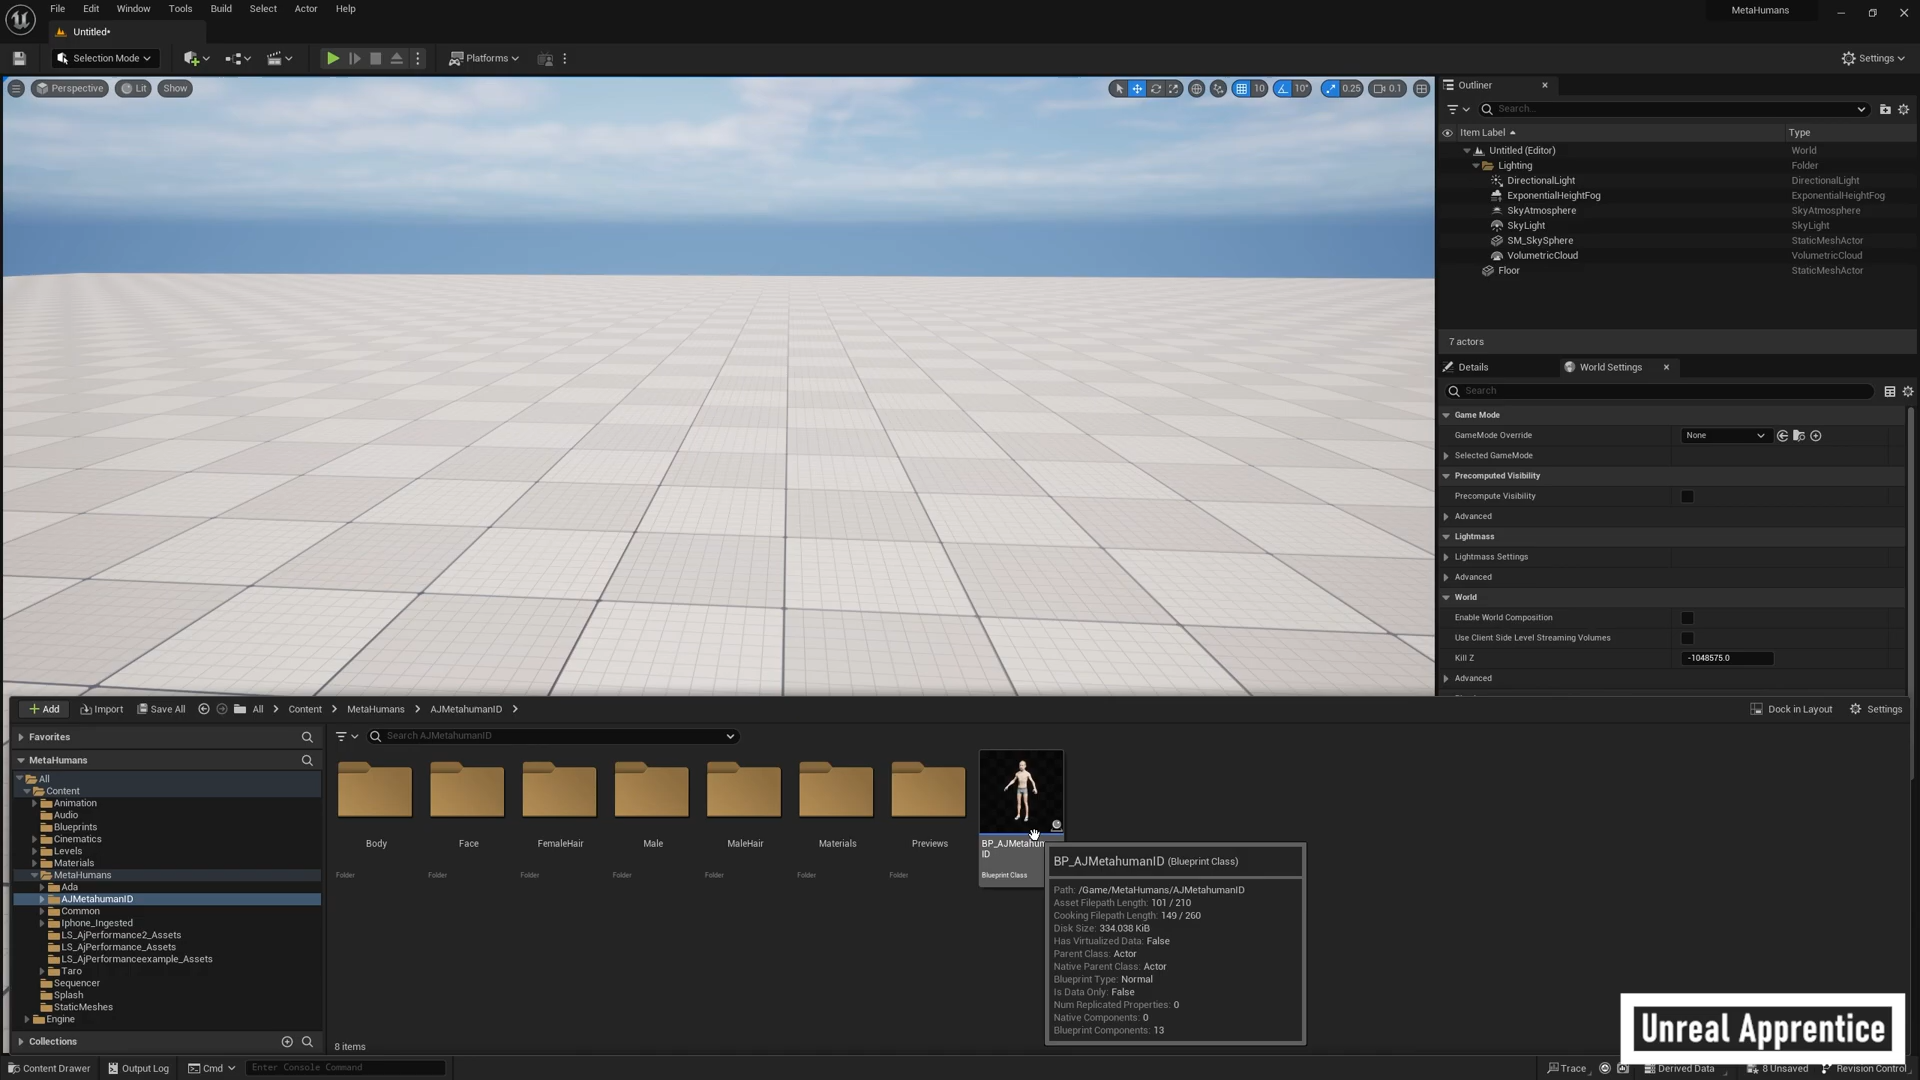 File Edit Window Tools Build Select Actor Help
MetaHumans
Untitled*
Selection Mode
Platforms
Settings
Perspective
Lit
Show
10
10°
0.25
0.1
Outliner
Search...
Item Label
Type
Untitled (Editor)
World
Lighting
Folder
DirectionalLight
DirectionalLight
ExponentialHeightFog
ExponentialHeightFog
SkyAtmosphere
SkyAtmosphere
SkyLight
SkyLight
SM_SkySphere
StaticMeshActor
VolumetricCloud
VolumetricCloud
Floor
StaticMeshActor
7 actors
Details
World Settings
Search
Game Mode
GameMode Override
None
Selected GameMode
Precomputed Visibility
Precompute Visibility
Advanced
Lightmass
Lightmass Settings
Advanced
World
Enable World Composition
Use Client Side Level Streaming Volumes
Kill Z
-1048575.0
Advanced
Add
Import
Save All
All
Content
MetaHumans
AJMetahumanID
Dock in Layout
Settings
Favorites
MetaHumans
All
Content
Animation
Audio
Blueprints
Cinematics
Levels
Materials
MetaHumans
Ada
AJMetahumanID
Common
Iphone_Ingested
LS_AjPerformance2_Assets
LS_AjPerformance_Assets
LS_AjPerformanceexample_Assets
Taro
Sequencer
Splash
StaticMeshes
Engine
Collections
Search AJMetahumanID
Body
Folder
Face
Folder
FemaleHair
Folder
Male
Folder
MaleHair
Folder
Materials
Folder
Previews
Folder
BP_AJMetahum
ID
Blueprint Class
8 items
BP_AJMetahumanID (Blueprint Class)
Path: /Game/MetaHumans/AJMetahumanID
Asset Filepath Length: 101 / 210
Cooking Filepath Length: 149 / 260
Disk Size: 334.038 KiB
Has Virtualized Data: False
Parent Class: Actor
Native Parent Class: Actor
Blueprint Type: Normal
Is Data Only: False
Num Replicated Properties: 0
Native Components: 0
Blueprint Components: 13
Unreal Apprentice
Content Drawer
Output Log
Cmd
Enter Console Command
Trace
Derived Data
8 Unsaved
Revision Control